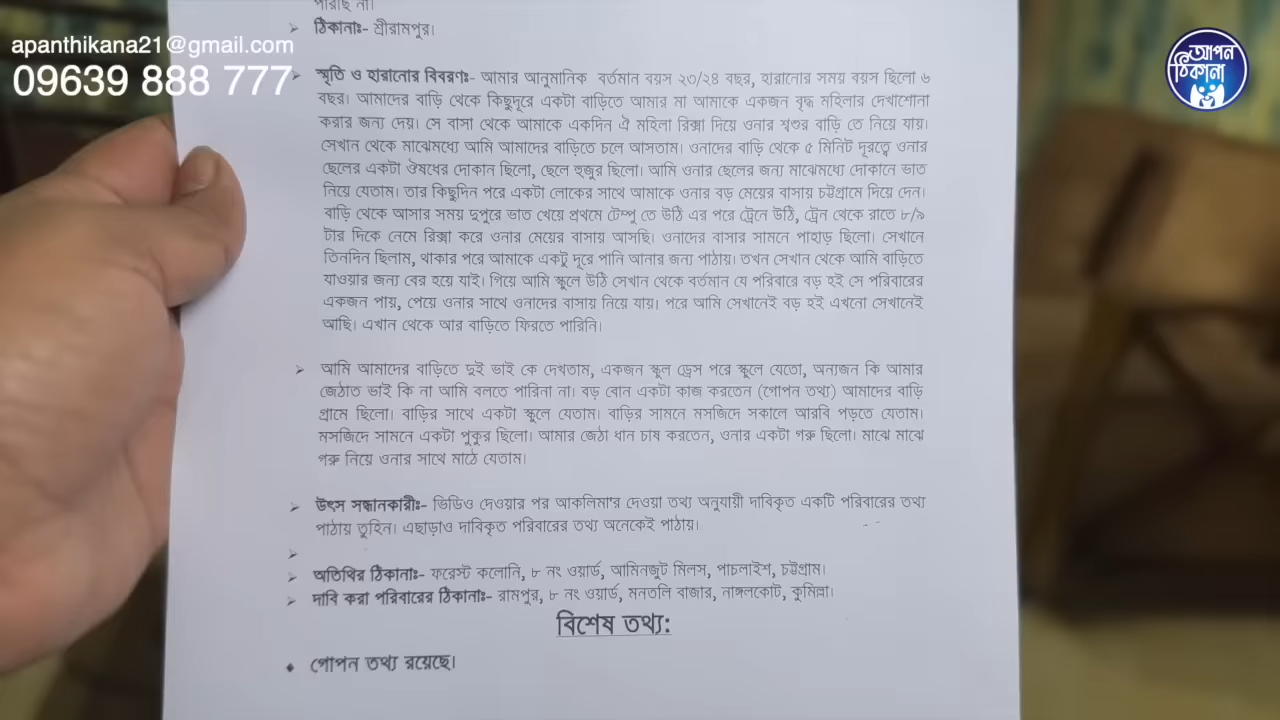 পারছি না।
➢ ঠিকানাঃ- শ্রীরামপুর।
apanthikana21@gmail.com
09639 888 777
আপন ঠিকানা
➢ স্মৃতি ও হারানোর বিবরণঃ- আমার আনুমানিক বর্তমান বয়স ২৩/২৪ বছর, হারানোর সময় বয়স ছিলো ৬
বছর। আমাদের বাড়ি থেকে কিছুদূরে একটা বাড়িতে আমার মা আমাকে একজন বৃদ্ধ মহিলার দেখাশোনা
করার জন্য দেয়। সে বাসা থেকে আমাকে একদিন ঐ মহিলা রিক্সা দিয়ে ওনার শ্বশুর বাড়ি তে নিয়ে যায়।
সেখান থেকে মাঝেমধ্যে আমি আমাদের বাড়িতে চলে আসতাম। ওনাদের বাড়ি থেকে ৫ মিনিট দূরত্বে ওনার
ছেলের একটা ঔষধের দোকান ছিলো, ছেলে হুজুর ছিলো। আমি ওনার ছেলের জন্য মাঝেমধ্যে দোকানে ভাত
নিয়ে যেতাম। তার কিছুদিন পরে একটা লোকের সাথে আমাকে ওনার বড় মেয়ের বাসায় চট্টগ্রামে দিয়ে দেন।
বাড়ি থেকে আসার সময় দুপুরে ভাত খেয়ে প্রথমে টেম্পু তে উঠি এর পরে ট্রেনে উঠি, ট্রেন থেকে রাতে ৮/৯
টার দিকে নেমে রিক্সা করে ওনার মেয়ের বাসায় আসছি। ওনাদের বাসার সামনে পাহাড় ছিলো। সেখানে
তিনদিন ছিলাম, থাকার পরে আমাকে একটু দূরে পানি আনার জন্য পাঠায়। তখন সেখান থেকে আমি বাড়িতে
যাওয়ার জন্য বের হয়ে যাই। গিয়ে আমি স্কুলে উঠি সেখান থেকে বর্তমান যে পরিবারে বড় হই সে পরিবারের
একজন পায়, পেয়ে ওনার সাথে ওনাদের বাসায় নিয়ে যায়। পরে আমি সেখানেই বড় হই এখনো সেখানেই
আছি। এখান থেকে আর বাড়িতে ফিরতে পারিনি।
➢ আমি আমাদের বাড়িতে দুই ভাই কে দেখতাম, একজন স্কুল ড্রেস পরে স্কুলে যেতো, অন্যজন কি আমার
জেঠাত ভাই কি না আমি বলতে পারিনা না। বড় বোন একটা কাজ করতেন (গোপন তথ্য) আমাদের বাড়ি
গ্রামে ছিলো। বাড়ির সাথে একটা স্কুলে যেতাম। বাড়ির সামনে মসজিদে সকালে আরবি পড়তে যেতাম।
মসজিদে সামনে একটা পুকুর ছিলো। আমার জেঠা ধান চাষ করতেন, ওনার একটা গরু ছিলো। মাঝে মাঝে
গরু নিয়ে ওনার সাথে মাঠে যেতাম।
➢ উৎস সন্ধানকারীঃ- ভিডিও দেওয়ার পর আকলিমা'র দেওয়া তথ্য অনুযায়ী দাবিকৃত একটি পরিবারের তথ্য
পাঠায় তুহিন। এছাড়াও দাবিকৃত পরিবারের তথ্য অনেকেই পাঠায়।
➢
➢ অতিথির ঠিকানাঃ- ফরেস্ট কলোনি, ৮ নং ওয়ার্ড, আমিনজুট মিলস, পাচলাইশ, চট্টগ্রাম।
➢ দাবি করা পরিবারের ঠিকানাঃ- রামপুর, ৮ নং ওয়ার্ড, মনতলি বাজার, নাঙ্গলকোট, কুমিল্লা।
বিশেষ তথ্য:
• গোপন তথ্য রয়েছে।